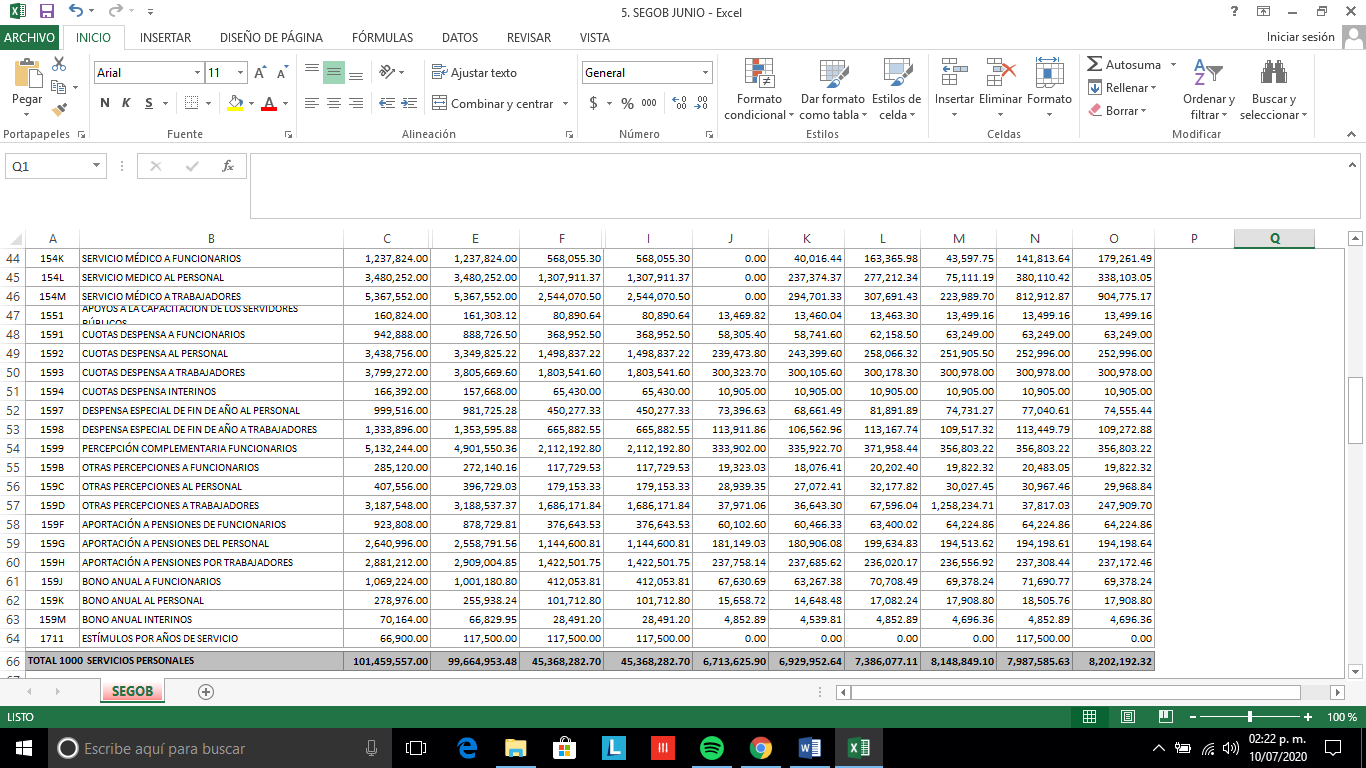 5. SEGOB JUNIO - Excel
ARCHIVO INICIO INSERTAR DISEÑO DE PÁGINA FÓRMULAS DATOS REVISAR VISTA Iniciar sesión
Pegar
Portapapeles
Arial 11
N K S
Fuente
Ajustar texto
Combinar y centrar
Alineación
General
$ % 000
Número
Formato condicional
Dar formato como tabla
Estilos de celda
Estilos
Insertar Eliminar Formato
Celdas
Autosuma
Rellenar
Borrar
Ordenar y filtrar
Buscar y seleccionar
Modificar
Q1
A B C E F I J K L M N O P Q
44 154K SERVICIO MÉDICO A FUNCIONARIOS 1,237,824.00 1,237,824.00 568,055.30 568,055.30 0.00 40,016.44 163,365.98 43,597.75 141,813.64 179,261.49
45 154L SERVICIO MEDICO AL PERSONAL 3,480,252.00 3,480,252.00 1,307,911.37 1,307,911.37 0.00 237,374.37 277,212.34 75,111.19 380,110.42 338,103.05
46 154M SERVICIO MÉDICO A TRABAJADORES 5,367,552.00 5,367,552.00 2,544,070.50 2,544,070.50 0.00 294,701.33 307,691.43 223,989.70 812,912.87 904,775.17
47 1551 APOYOS A LA CAPACITACION DE LOS SERVIDORES PÚBLICOS 160,824.00 161,303.12 80,890.64 80,890.64 13,469.82 13,460.04 13,463.30 13,499.16 13,499.16 13,499.16
48 1591 CUOTAS DESPENSA A FUNCIONARIOS 942,888.00 888,726.50 368,952.50 368,952.50 58,305.40 58,741.60 62,158.50 63,249.00 63,249.00 63,249.00
49 1592 CUOTAS DESPENSA AL PERSONAL 3,438,756.00 3,349,825.22 1,498,837.22 1,498,837.22 239,473.80 243,399.60 258,066.32 251,905.50 252,996.00 252,996.00
50 1593 CUOTAS DESPENSA A TRABAJADORES 3,799,272.00 3,805,669.60 1,803,541.60 1,803,541.60 300,323.70 300,105.60 300,178.30 300,978.00 300,978.00 300,978.00
51 1594 CUOTAS DESPENSA INTERINOS 166,392.00 157,668.00 65,430.00 65,430.00 10,905.00 10,905.00 10,905.00 10,905.00 10,905.00 10,905.00
52 1597 DESPENSA ESPECIAL DE FIN DE AÑO AL PERSONAL 999,516.00 981,725.28 450,277.33 450,277.33 73,396.63 68,661.49 81,891.89 74,731.27 77,040.61 74,555.44
53 1598 DESPENSA ESPECIAL DE FIN DE AÑO A TRABAJADORES 1,333,896.00 1,353,595.88 665,882.55 665,882.55 113,911.86 106,562.96 113,167.74 109,517.32 113,449.79 109,272.88
54 1599 PERCEPCIÓN COMPLEMENTARIA FUNCIONARIOS 5,132,244.00 4,901,550.36 2,112,192.80 2,112,192.80 333,902.00 335,922.70 371,958.44 356,803.22 356,803.22 356,803.22
55 159B OTRAS PERCEPCIONES A FUNCIONARIOS 285,120.00 272,140.16 117,729.53 117,729.53 19,323.03 18,076.41 20,202.40 19,822.32 20,483.05 19,822.32
56 159C OTRAS PERCEPCIONES AL PERSONAL 407,556.00 396,729.03 179,153.33 179,153.33 28,939.35 27,072.41 32,177.82 30,027.45 30,967.46 29,968.84
57 159D OTRAS PERCEPCIONES A TRABAJADORES 3,187,548.00 3,188,537.37 1,686,171.84 1,686,171.84 37,971.06 36,643.30 67,596.04 1,258,234.71 37,817.03 247,909.70
58 159F APORTACIÓN A PENSIONES DE FUNCIONARIOS 923,808.00 878,729.81 376,643.53 376,643.53 60,102.60 60,466.33 63,400.02 64,224.86 64,224.86 64,224.86
59 159G APORTACIÓN A PENSIONES DEL PERSONAL 2,640,996.00 2,558,791.56 1,144,600.81 1,144,600.81 181,149.03 180,906.08 199,634.83 194,513.62 194,198.61 194,198.64
60 159H APORTACIÓN A PENSIONES POR TRABAJADORES 2,881,212.00 2,909,004.85 1,422,501.75 1,422,501.75 237,758.14 237,685.62 236,020.17 236,556.92 237,308.44 237,172.46
61 159J BONO ANUAL A FUNCIONARIOS 1,069,224.00 1,001,180.80 412,053.81 412,053.81 67,630.69 63,267.38 70,708.49 69,378.24 71,690.77 69,378.24
62 159K BONO ANUAL AL PERSONAL 278,976.00 255,938.24 101,712.80 101,712.80 15,658.72 14,648.48 17,082.24 17,908.80 18,505.76 17,908.80
63 159M BONO ANUAL INTERINOS 70,164.00 66,829.95 28,491.20 28,491.20 4,852.89 4,539.81 4,852.89 4,696.36 4,852.89 4,696.36
64 1711 ESTÍMULOS POR AÑOS DE SERVICIO 66,900.00 117,500.00 117,500.00 117,500.00 0.00 0.00 0.00 0.00 117,500.00 0.00
66 TOTAL 1000 SERVICIOS PERSONALES 101,459,557.00 99,664,953.48 45,368,282.70 45,368,282.70 6,713,625.90 6,929,952.64 7,386,077.11 8,148,849.10 7,987,585.63 8,202,192.32
SEGOB
LISTO 100 %
Escribe aquí para buscar
02:22 p. m.
10/07/2020